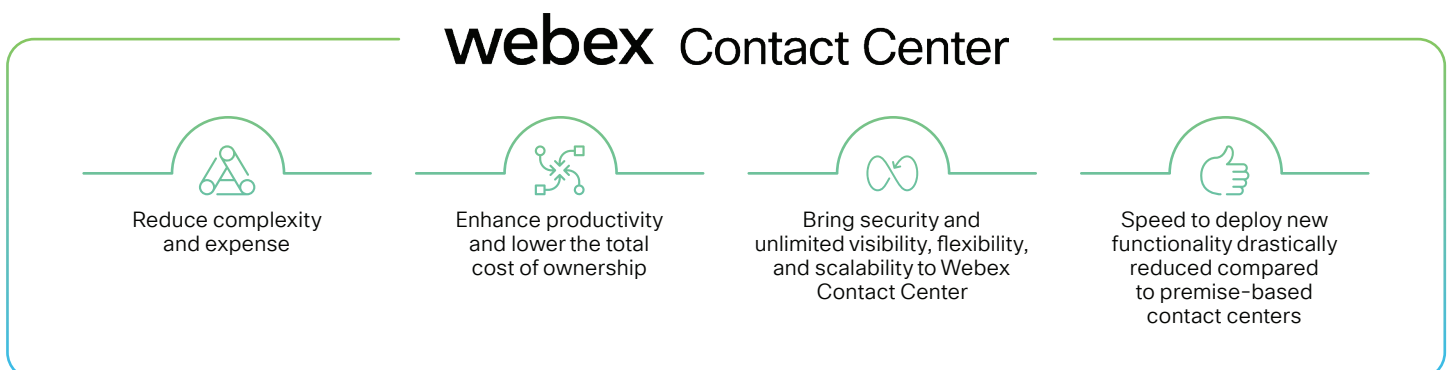 webex Contact Center
Reduce complexity
and expense
Enhance productivity
and lower the total
cost of ownership
Bring security and
unlimited visibility, flexibility,
and scalability to Webex
Contact Center
Speed to deploy new
functionality drastically
reduced compared
to premise-based
contact centers